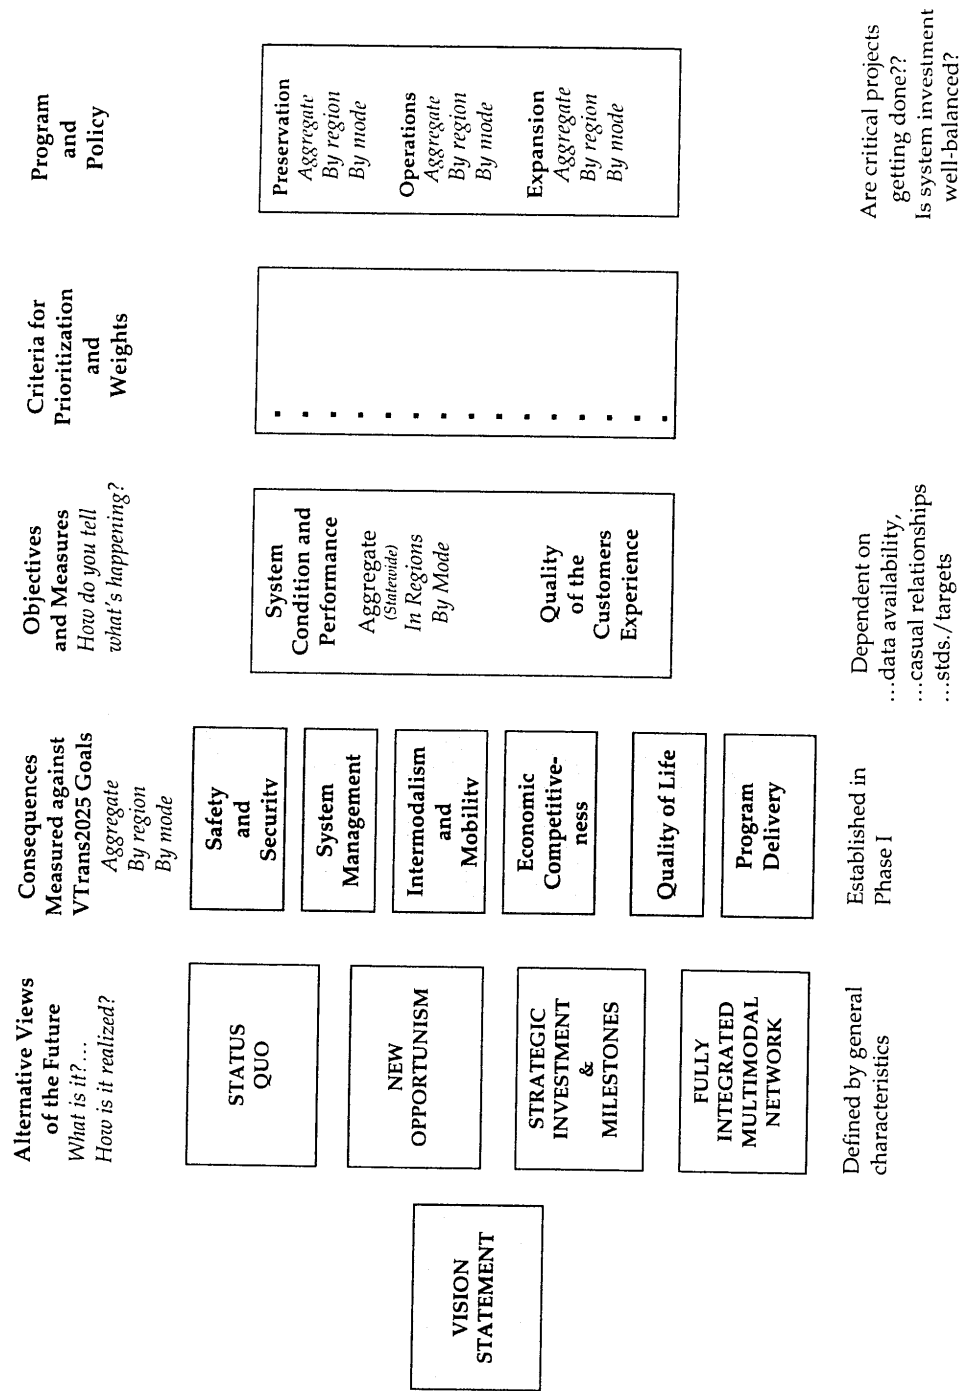 VISION
STATEMENT
Alternative Views
of the Future
What is it?…
How is it realized?
STATUS
QUO
NEW
OPPORTUNISM
STRATEGIC
INVESTMENT
&
MILESTONES
FULLY
INTEGRATED
MULTIMODAL
NETWORK
Defined by general
characteristics
Consequences
Measured against
VTrans2025 Goals
Aggregate
By region
By mode
Safety
and
Security
System
Management
Intermodalism
and
Mobility
Economic
Competitive-
ness
Quality of Life
Program
Delivery
Established in
Phase I
Objectives
and Measures
How do you tell
what's happening?
System
Condition and
Performance
Aggregate
(Statewide)
In Regions
By Mode
Quality
of the
Customers
Experience
Dependent on
…data availability,
…casual relationships
…stds./targets
Criteria for
Prioritization
and
Weights
Program
and
Policy
Preservation
Aggregate
By region
By mode
Operations
Aggregate
By region
By mode
Expansion
Aggregate
By region
By mode
Are critical projects
getting done??
Is system investment
well-balanced?